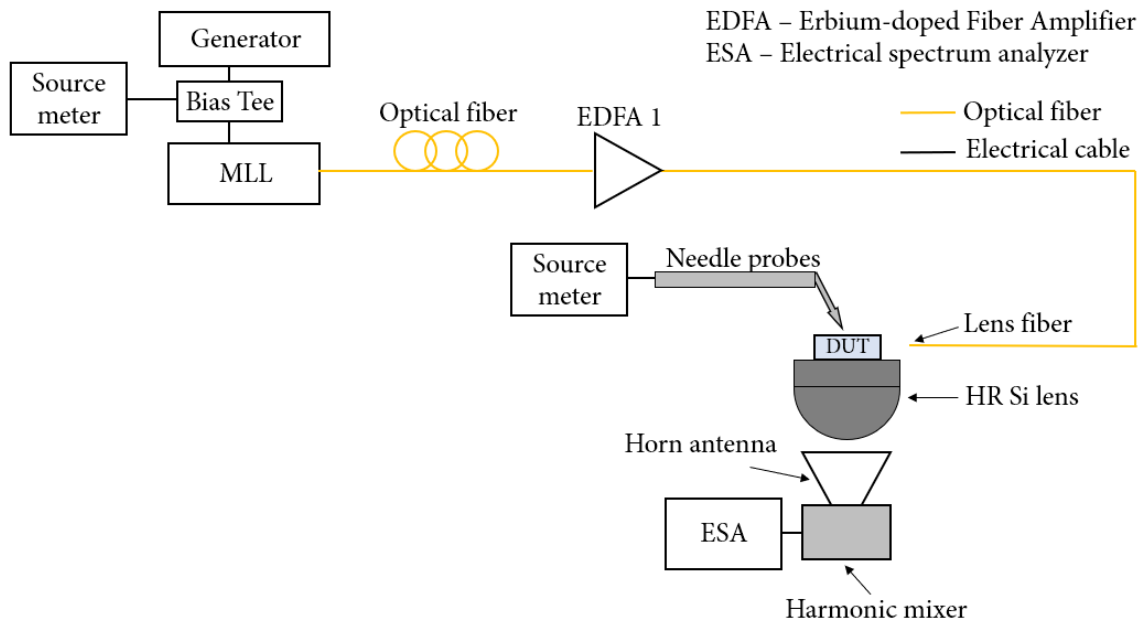 EDFA – Erbium-doped Fiber Amplifier
ESA – Electrical spectrum analyzer
Generator
Source
meter
Bias Tee
MLL
Optical fiber
EDFA 1
Optical fiber
Electrical cable
Source
meter
Needle probes
DUT
Lens fiber
HR Si lens
Horn antenna
ESA
Harmonic mixer